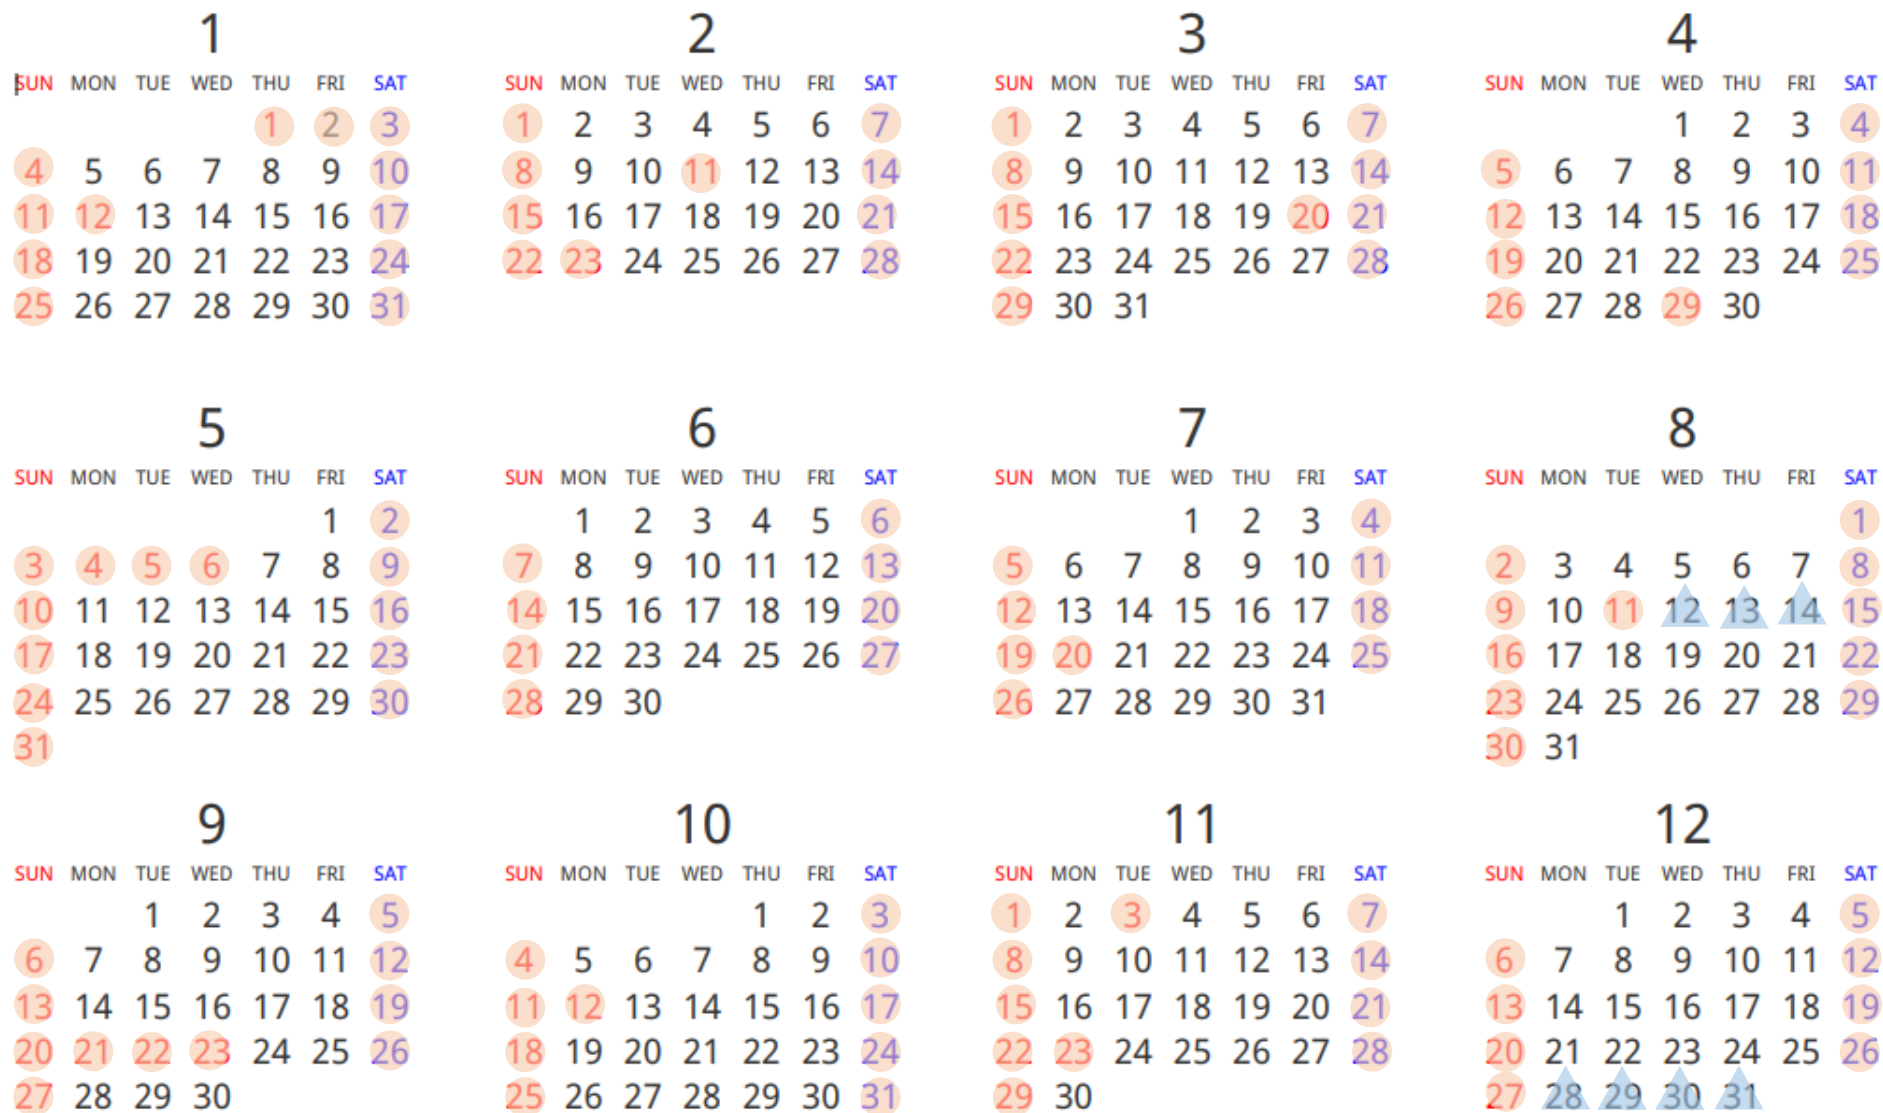 1
SUN MON TUE WED THU FRI SAT
1 2 3
4 5 6 7 8 9 10
11 12 13 14 15 16 17
18 19 20 21 22 23 24
25 26 27 28 29 30 31
2
SUN MON TUE WED THU FRI SAT
1 2 3 4 5 6 7
8 9 10 11 12 13 14
15 16 17 18 19 20 21
22 23 24 25 26 27 28
3
SUN MON TUE WED THU FRI SAT
1 2 3 4 5 6 7
8 9 10 11 12 13 14
15 16 17 18 19 20 21
22 23 24 25 26 27 28
29 30 31
4
SUN MON TUE WED THU FRI SAT
1 2 3 4
5 6 7 8 9 10 11
12 13 14 15 16 17 18
19 20 21 22 23 24 25
26 27 28 29 30
5
SUN MON TUE WED THU FRI SAT
1 2
3 4 5 6 7 8 9
10 11 12 13 14 15 16
17 18 19 20 21 22 23
24 25 26 27 28 29 30
31
6
SUN MON TUE WED THU FRI SAT
1 2 3 4 5 6
7 8 9 10 11 12 13
14 15 16 17 18 19 20
21 22 23 24 25 26 27
28 29 30
7
SUN MON TUE WED THU FRI SAT
1 2 3 4
5 6 7 8 9 10 11
12 13 14 15 16 17 18
19 20 21 22 23 24 25
26 27 28 29 30 31
8
SUN MON TUE WED THU FRI SAT
1
2 3 4 5 6 7 8
9 10 11 12 13 14 15
16 17 18 19 20 21 22
23 24 25 26 27 28 29
30 31
9
SUN MON TUE WED THU FRI SAT
1 2 3 4 5
6 7 8 9 10 11 12
13 14 15 16 17 18 19
20 21 22 23 24 25 26
27 28 29 30
10
SUN MON TUE WED THU FRI SAT
1 2 3
4 5 6 7 8 9 10
11 12 13 14 15 16 17
18 19 20 21 22 23 24
25 26 27 28 29 30 31
11
SUN MON TUE WED THU FRI SAT
1 2 3 4 5 6 7
8 9 10 11 12 13 14
15 16 17 18 19 20 21
22 23 24 25 26 27 28
29 30
12
SUN MON TUE WED THU FRI SAT
1 2 3 4 5
6 7 8 9 10 11 12
13 14 15 16 17 18 19
20 21 22 23 24 25 26
27 28 29 30 31